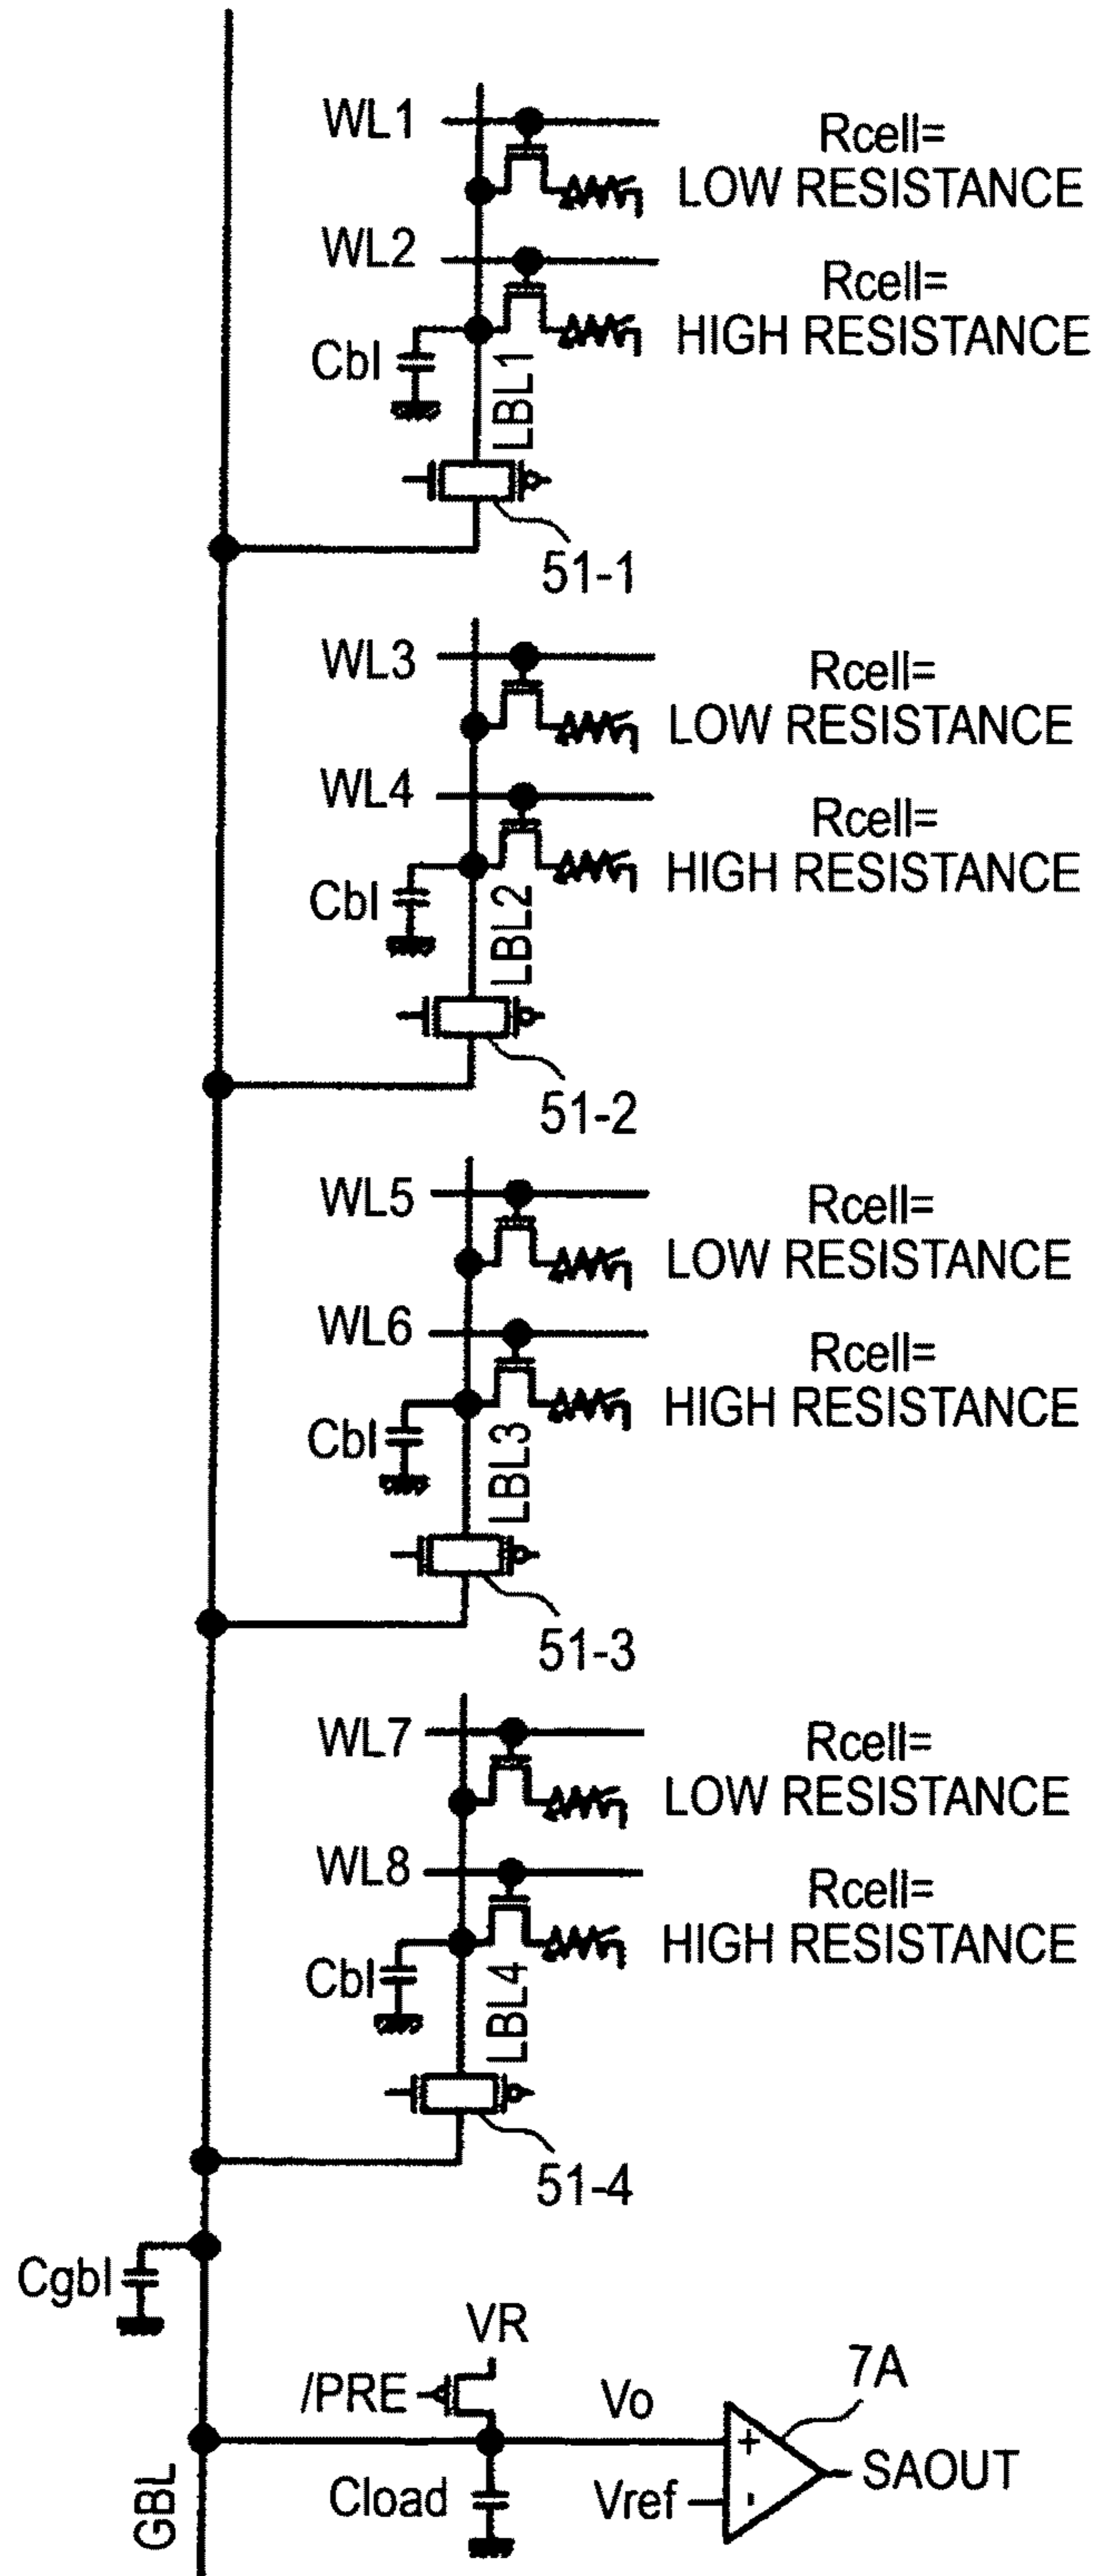 WL1
Rcell=
LOW RESISTANCE
WL2
Rcell=
HIGH RESISTANCE
Cbl
LBL1
51-1
WL3
Rcell=
LOW RESISTANCE
WL4
Rcell=
HIGH RESISTANCE
Cbl
LBL2
51-2
WL5
Rcell=
LOW RESISTANCE
WL6
Rcell=
HIGH RESISTANCE
Cbl
LBL3
51-3
WL7
Rcell=
LOW RESISTANCE
WL8
Rcell=
HIGH RESISTANCE
Cbl
LBL4
51-4
Cgbl
VR
/PRE
Vo
7A
+
SAOUT
GBL
Cload
Vref
-